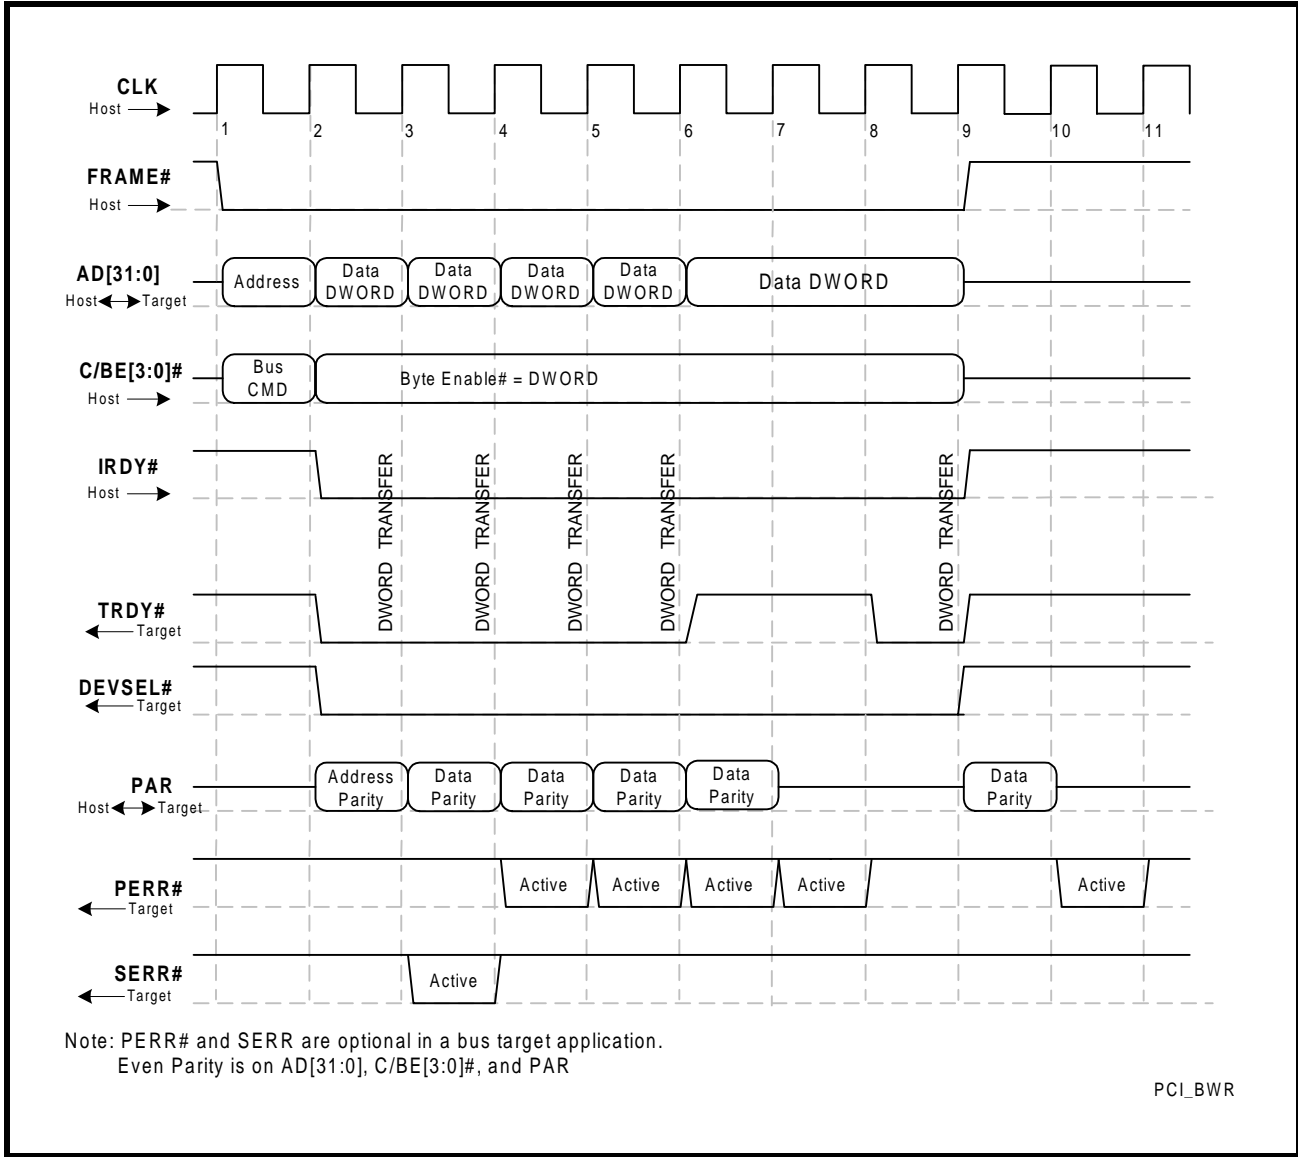 CLK
Host
1 2 3 4 5 6 7 8 9 10 11
FRAME#
Host
AD[31:0]
Host Target
Address
Data
DWORD
Data
DWORD
Data
DWORD
Data
DWORD
Data DWORD
C/BE[3:0]#
Host
Bus
CMD
Byte Enable# = DWORD
IRDY#
Host
DWORD TRANSFER
DWORD TRANSFER
DWORD TRANSFER
DWORD TRANSFER
DWORD TRANSFER
TRDY#
Target
DEVSEL#
Target
PAR
Host Target
Address
Parity
Data
Parity
Data
Parity
Data
Parity
Data
Parity
Data
Parity
PERR#
Target
Active
Active
Active
Active
Active
SERR#
Target
Active
Note: PERR# and SERR are optional in a bus target application.
Even Parity is on AD[31:0], C/BE[3:0]#, and PAR
PCI_BWR